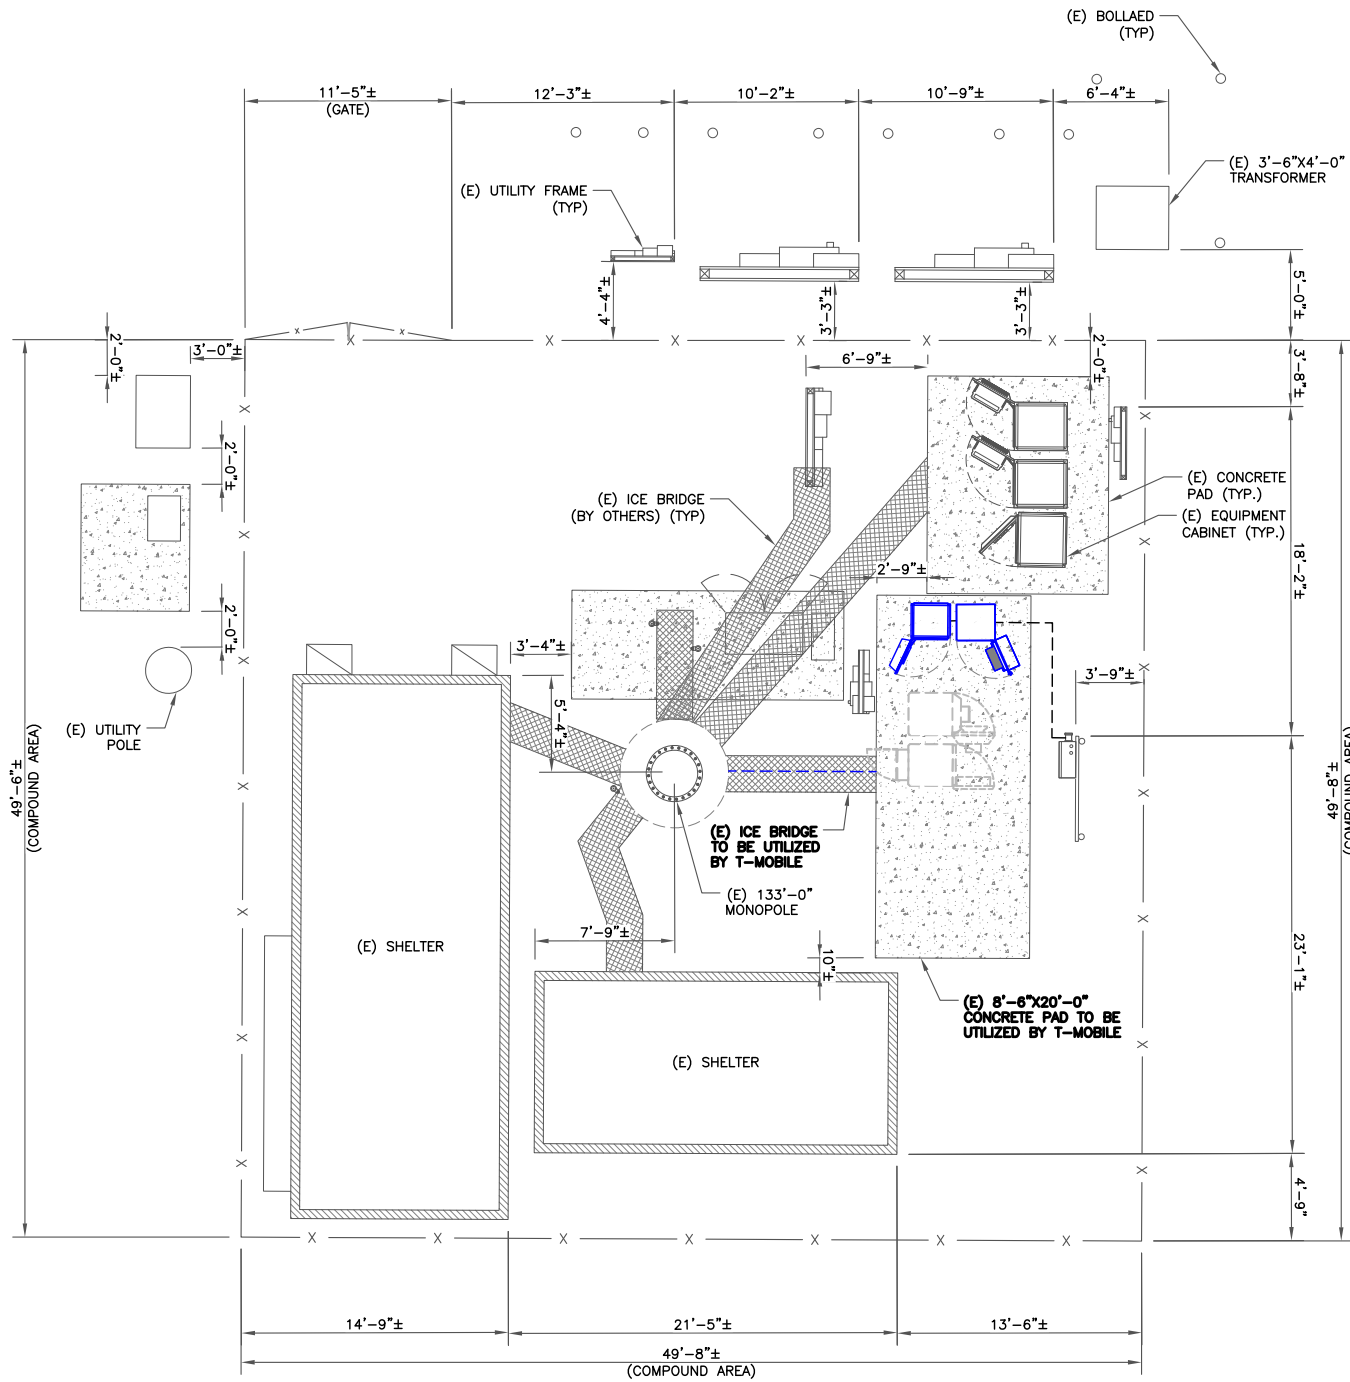 (E) BOLLAED
(TYP)
11'-5"±
(GATE)
12'-3"±
10'-2"±
10'-9"±
6'-4"±
(E) 3'-6"X4'-0"
TRANSFORMER
(E) UTILITY FRAME
(TYP)
4'-4"±
3'-3"±
3'-3"±
5'-0"±
2'-0"±
3'-0"±
6'-9"±
2'-0"±
3'-8"±
2'-0"±
(E) ICE BRIDGE
(BY OTHERS) (TYP)
(E) CONCRETE
PAD (TYP.)
(E) EQUIPMENT
CABINET (TYP.)
18'-2"±
2'-9"±
2'-0"±
3'-4"±
5'-4"±
3'-9"±
(E) UTILITY
POLE
49'-6"±
(COMPOUND AREA)
49'-8"±
(COMPOUND AREA)
(E) ICE BRIDGE
TO BE UTILIZED
BY T-MOBILE
(E) 133'-0"
MONOPOLE
7'-9"±
10"±
23'-1"±
(E) SHELTER
(E) 8'-6"X20'-0"
CONCRETE PAD TO BE
UTILIZED BY T-MOBILE
(E) SHELTER
4'-9"
14'-9"±
21'-5"±
13'-6"±
49'-8"±
(COMPOUND AREA)